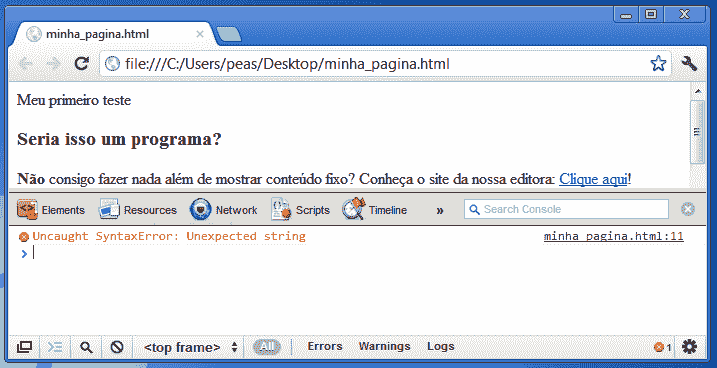 minha_pagina.html
file:///C:/Users/peas/Desktop/minha_pagina.html
Meu primeiro teste
Seria isso um programa?
Não consigo fazer nada além de mostrar conteúdo fixo? Conheça o site da nossa editora: Clique aqui!
Elements Resources Network Scripts Timeline » Search Console
Uncaught SyntaxError: Unexpected string minha_pagina.html:11
<top frame> All Errors Warnings Logs 1